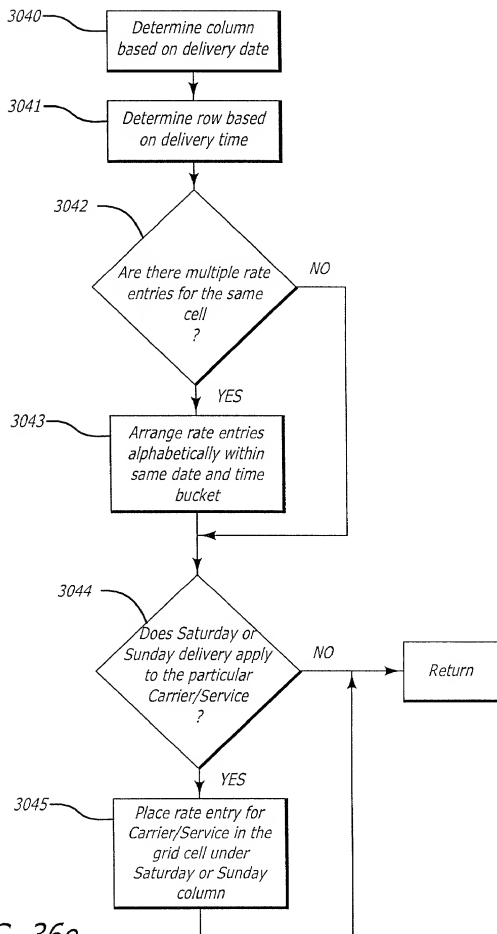 3040
Determine column
based on delivery date
3041
Determine row based
on delivery time
3042
Are there multiple rate
entries for the same
cell
?
NO
YES
3043
Arrange rate entries
alphabetically within
same date and time
bucket
3044
Does Saturday or
Sunday delivery apply
to the particular
Carrier/Service
?
NO
Return
YES
3045
Place rate entry for
Carrier/Service in the
grid cell under
Saturday or Sunday
column